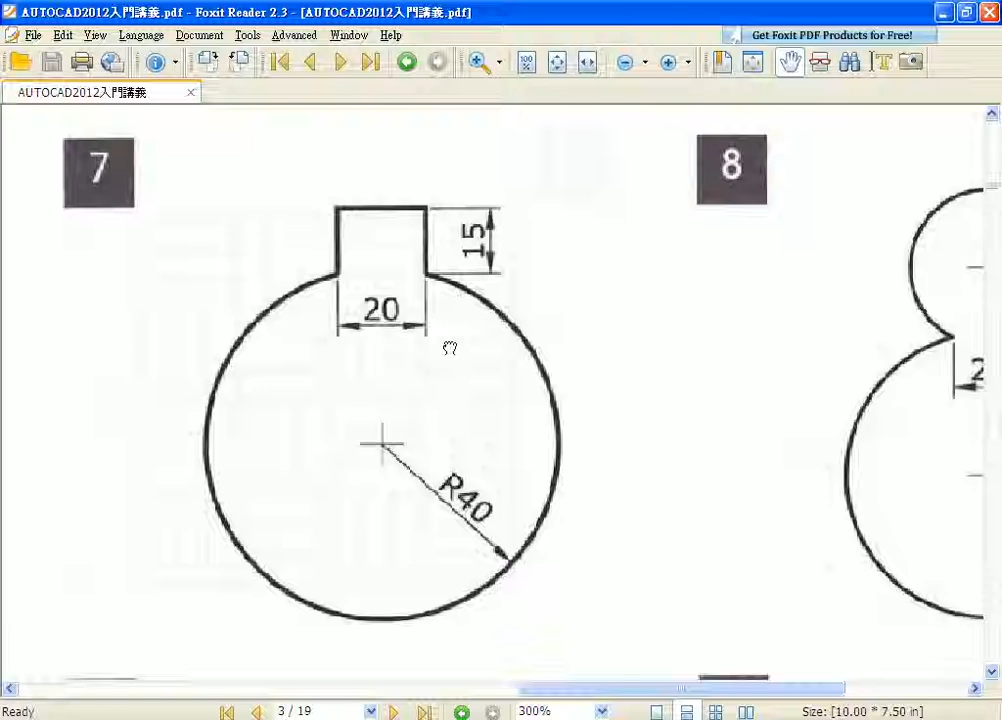 AUTOCAD2012入門講義.pdf - Foxit Reader 2.3 - [AUTOCAD2012入門講義.pdf]
File Edit View Language Document Tools Advanced Window Help
Get Foxit PDF Products for Free!
AUTOCAD2012入門講義
7
8
15
20
2
R40
Ready
3 / 19
300%
Size: [10.00 * 7.50 in]